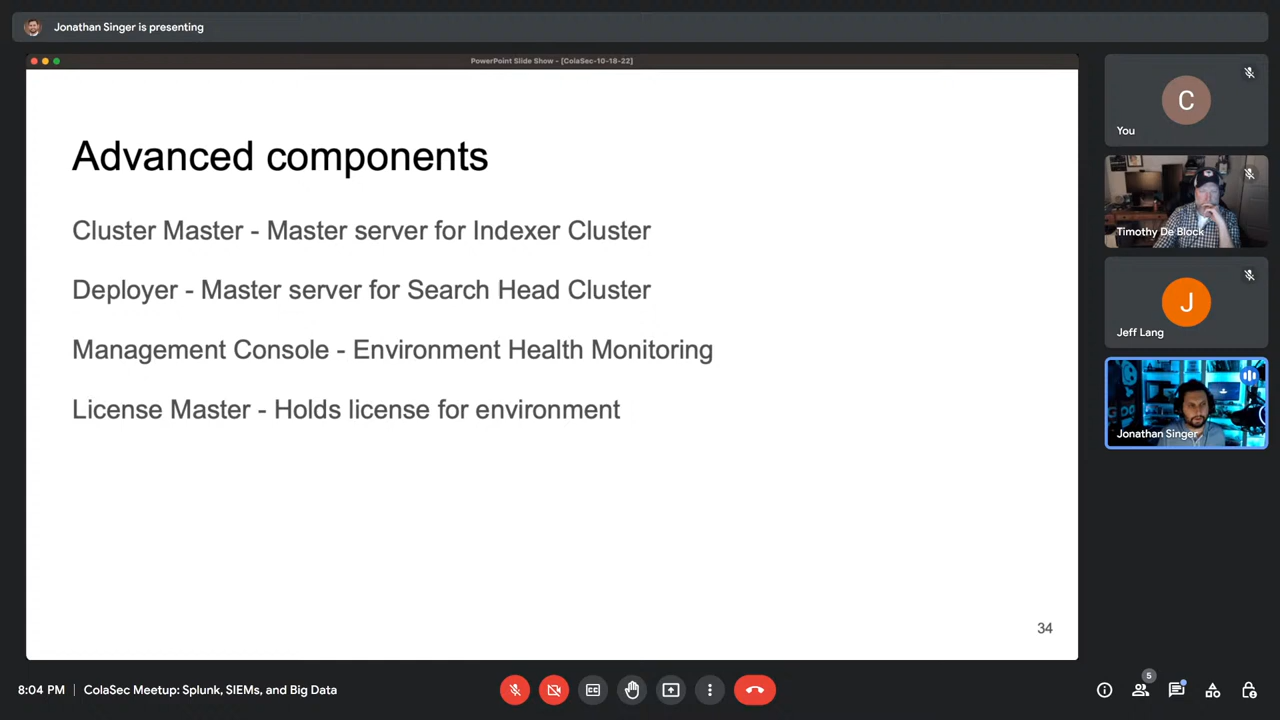 Jonathan Singer is presenting
PowerPoint Slide Show - [ColaSec-10-18-22]
Advanced components
Cluster Master - Master server for Indexer Cluster
Deployer - Master server for Search Head Cluster
Management Console - Environment Health Monitoring
License Master - Holds license for environment
34
C
You
Timothy De Block
J
Jeff Lang
Jonathan Singer
8:04 PM | ColaSec Meetup: Splunk, SIEMs, and Big Data
CC
5